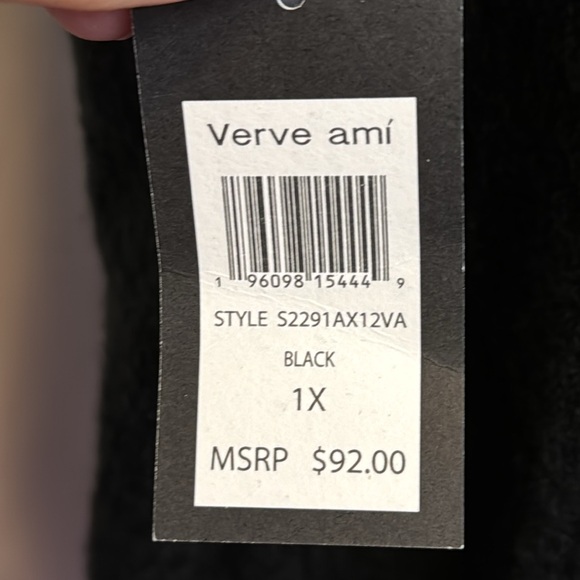 Verve amí
1 96098 15444 9
STYLE S2291AX12VA
BLACK
1X
MSRP $92.00